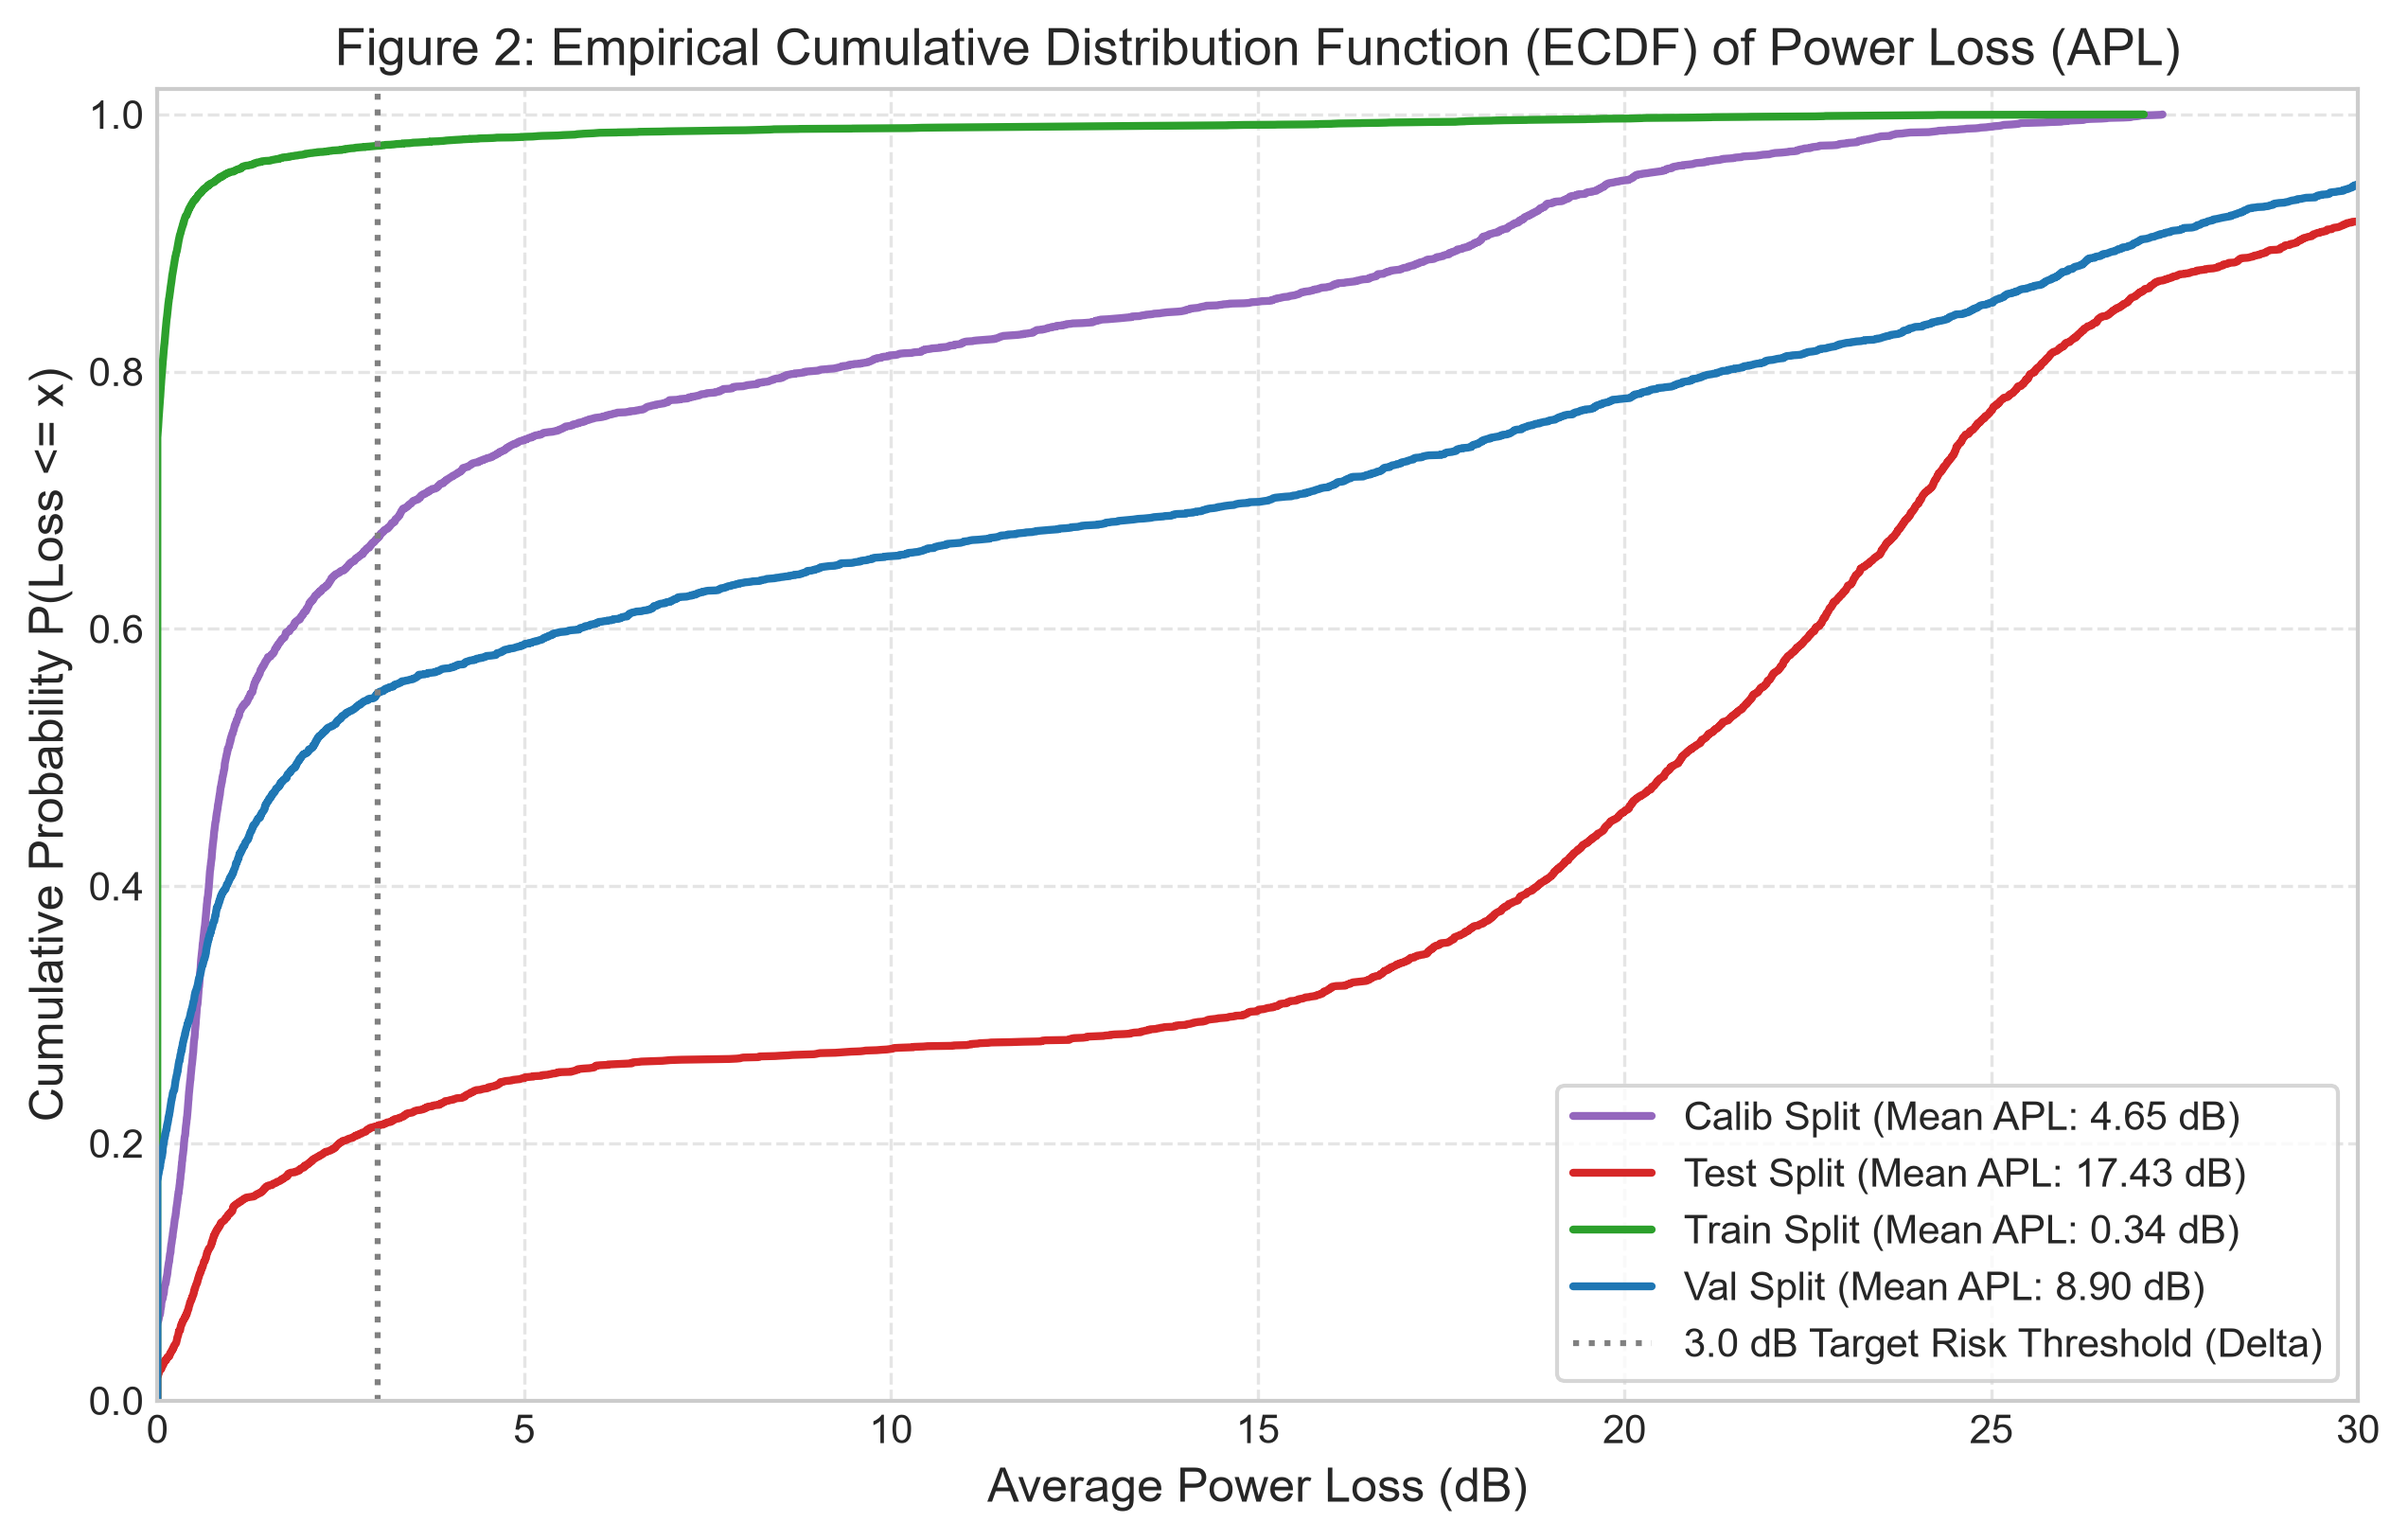 Figure 2: Empirical Cumulative Distribution Function (ECDF) of Power Loss (APL)
Cumulative Probability P(Loss <= x)
1.0
0.8
0.6
0.4
0.2
0.0
0
5
10
15
20
25
30
Average Power Loss (dB)
Calib Split (Mean APL: 4.65 dB)
Test Split (Mean APL: 17.43 dB)
Train Split (Mean APL: 0.34 dB)
Val Split (Mean APL: 8.90 dB)
3.0 dB Target Risk Threshold (Delta)